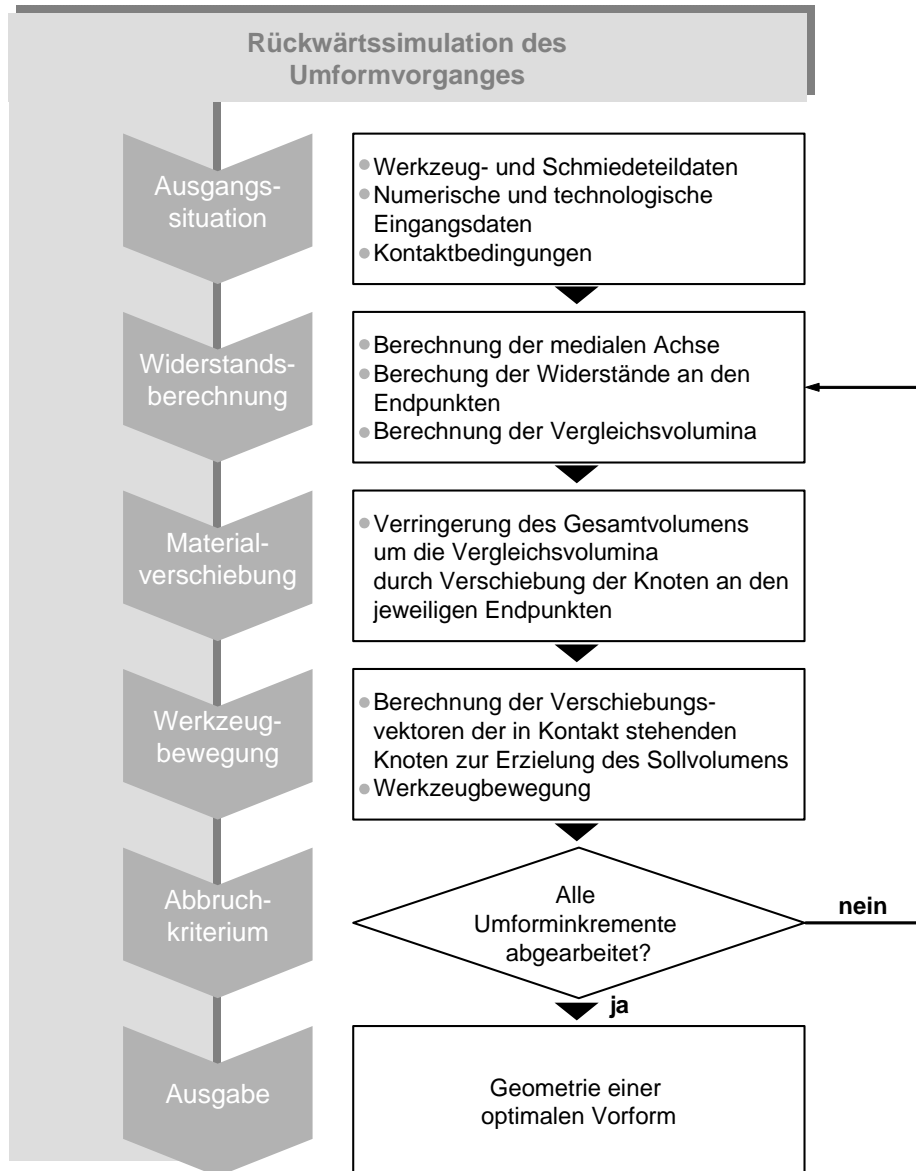 Rückwärtssimulation des
Umformvorganges
Ausgangs-
situation
Werkzeug- und Schmiedeteildaten
Numerische und technologische
Eingangsdaten
Kontaktbedingungen
Widerstands-
berechnung
Berechnung der medialen Achse
Berechung der Widerstände an den
Endpunkten
Berechnung der Vergleichsvolumina
Material-
verschiebung
Verringerung des Gesamtvolumens
um die Vergleichsvolumina
durch Verschiebung der Knoten an den
jeweiligen Endpunkten
Werkzeug-
bewegung
Berechnung der Verschiebungs-
vektoren der in Kontakt stehenden
Knoten zur Erzielung des Sollvolumens
Werkzeugbewegung
Abbruch-
kriterium
Alle
Umforminkremente
abgearbeitet?
nein
ja
Ausgabe
Geometrie einer
optimalen Vorform